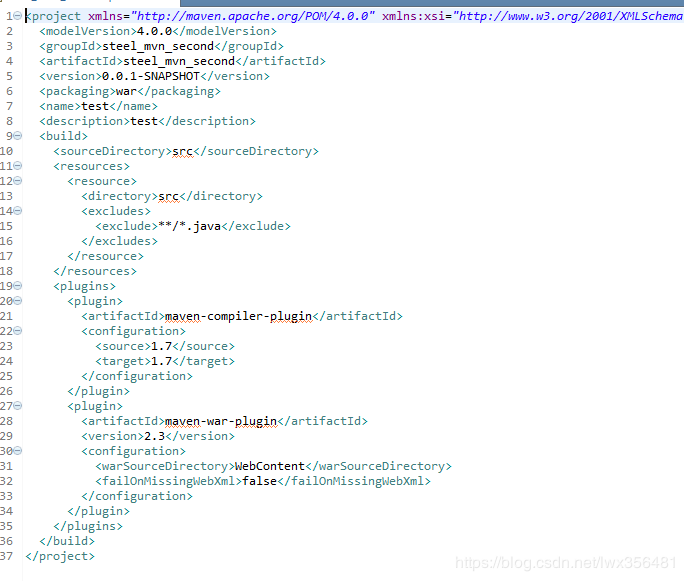 1 <project xmlns="http://maven.apache.org/POM/4.0.0" xmlns:xsi="http://www.w3.org/2001/XMLSchema
2 <modelVersion>4.0.0</modelVersion>
3 <groupId>steel_mvn_second</groupId>
4 <artifactId>steel_mvn_second</artifactId>
5 <version>0.0.1-SNAPSHOT</version>
6 <packaging>war</packaging>
7 <name>test</name>
8 <description>test</description>
9 <build>
10 <sourceDirectory>src</sourceDirectory>
11 <resources>
12 <resource>
13 <directory>src</directory>
14 <excludes>
15 <exclude>**/*.java</exclude>
16 </excludes>
17 </resource>
18 </resources>
19 <plugins>
20 <plugin>
21 <artifactId>maven-compiler-plugin</artifactId>
22 <configuration>
23 <source>1.7</source>
24 <target>1.7</target>
25 </configuration>
26 </plugin>
27 <plugin>
28 <artifactId>maven-war-plugin</artifactId>
29 <version>2.3</version>
30 <configuration>
31 <warSourceDirectory>WebContent</warSourceDirectory>
32 <failOnMissingWebXml>false</failOnMissingWebXml>
33 </configuration>
34 </plugin>
35 </plugins>
36 </build>
37 </project>
https://blog.csdn.net/lwx356481